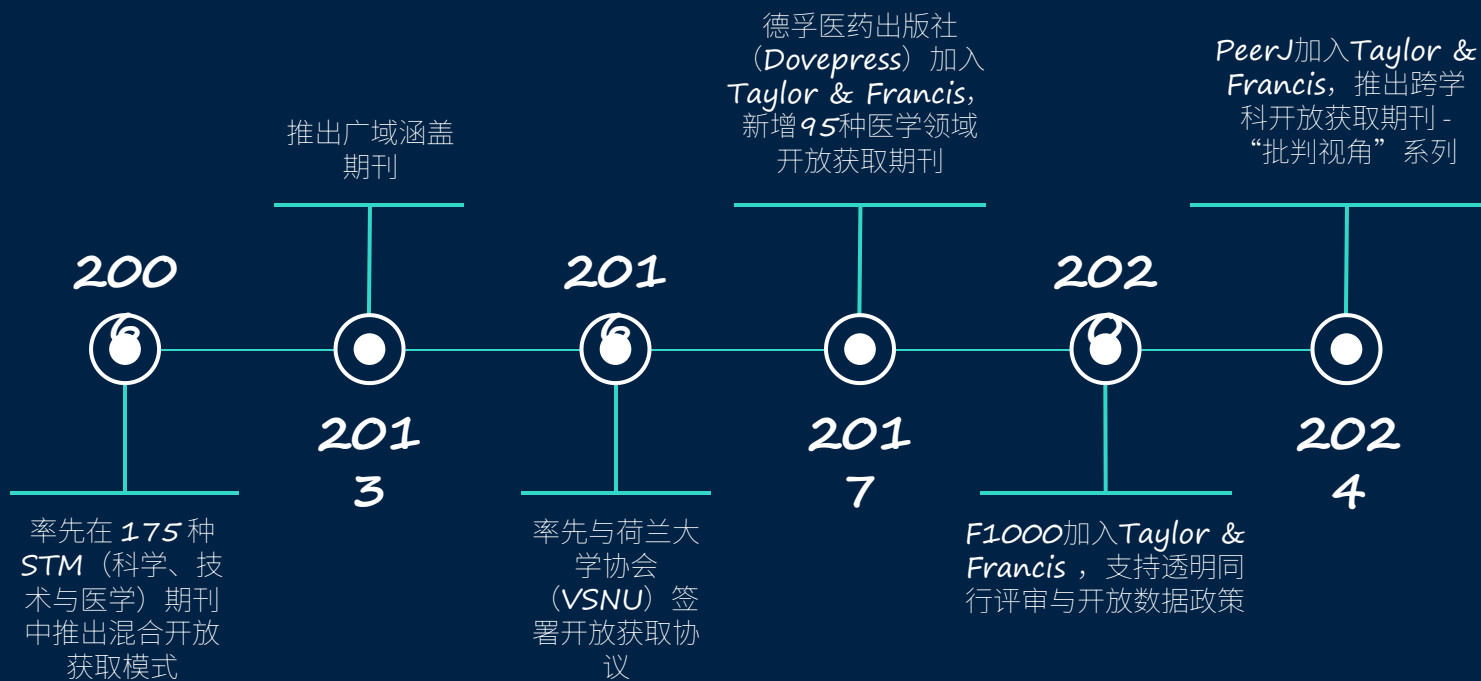 200
6
率先在 175 种
STM（科学、技
术与医学）期刊
中推出混合开放
获取模式
推出广域涵盖
期刊
201
3
201
6
率先与荷兰大
学协会
（VSNU）签
署开放获取协
议
德孚医药出版社
（Dovepress）加入
Taylor & Francis，
新增95种医学领域
开放获取期刊
201
7
202
0
F1000加入Taylor &
Francis ，支持透明同
行评审与开放数据政策
PeerJ加入Taylor &
Francis，推出跨学
科开放获取期刊 -
“批判视角”系列
202
4